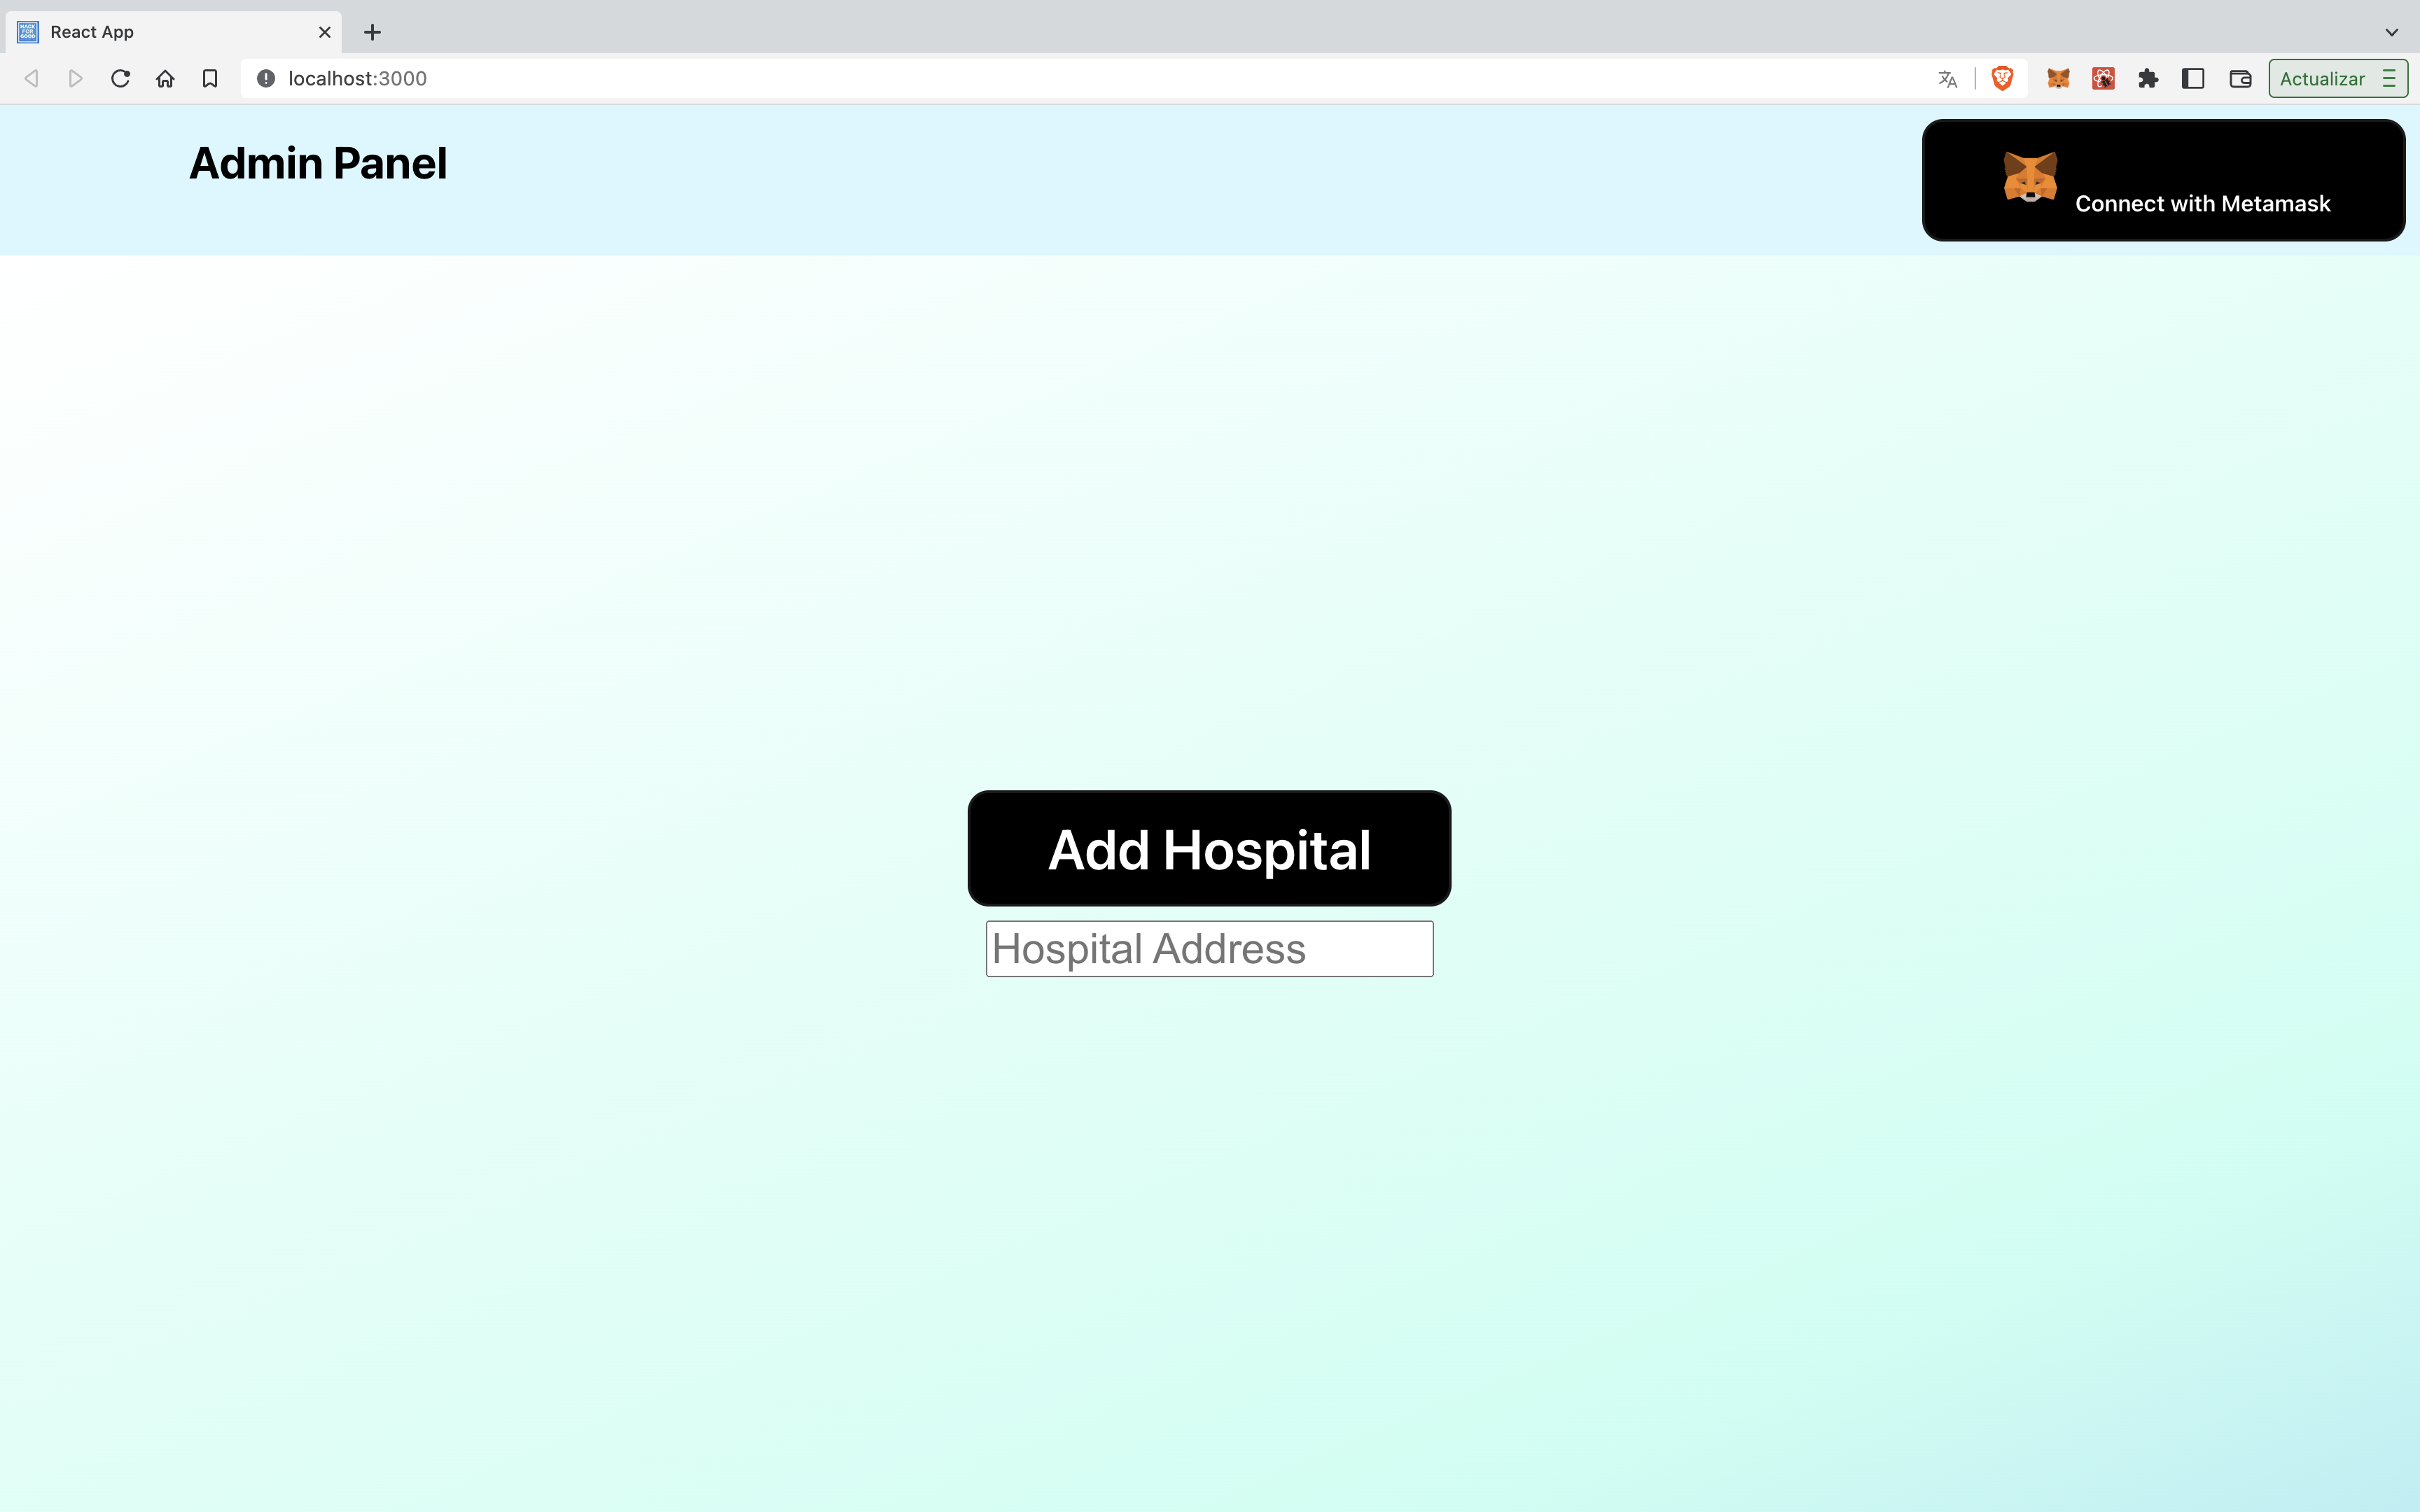 React App
localhost:3000
Actualizar
Admin Panel
Connect with Metamask
Add Hospital
Hospital Address